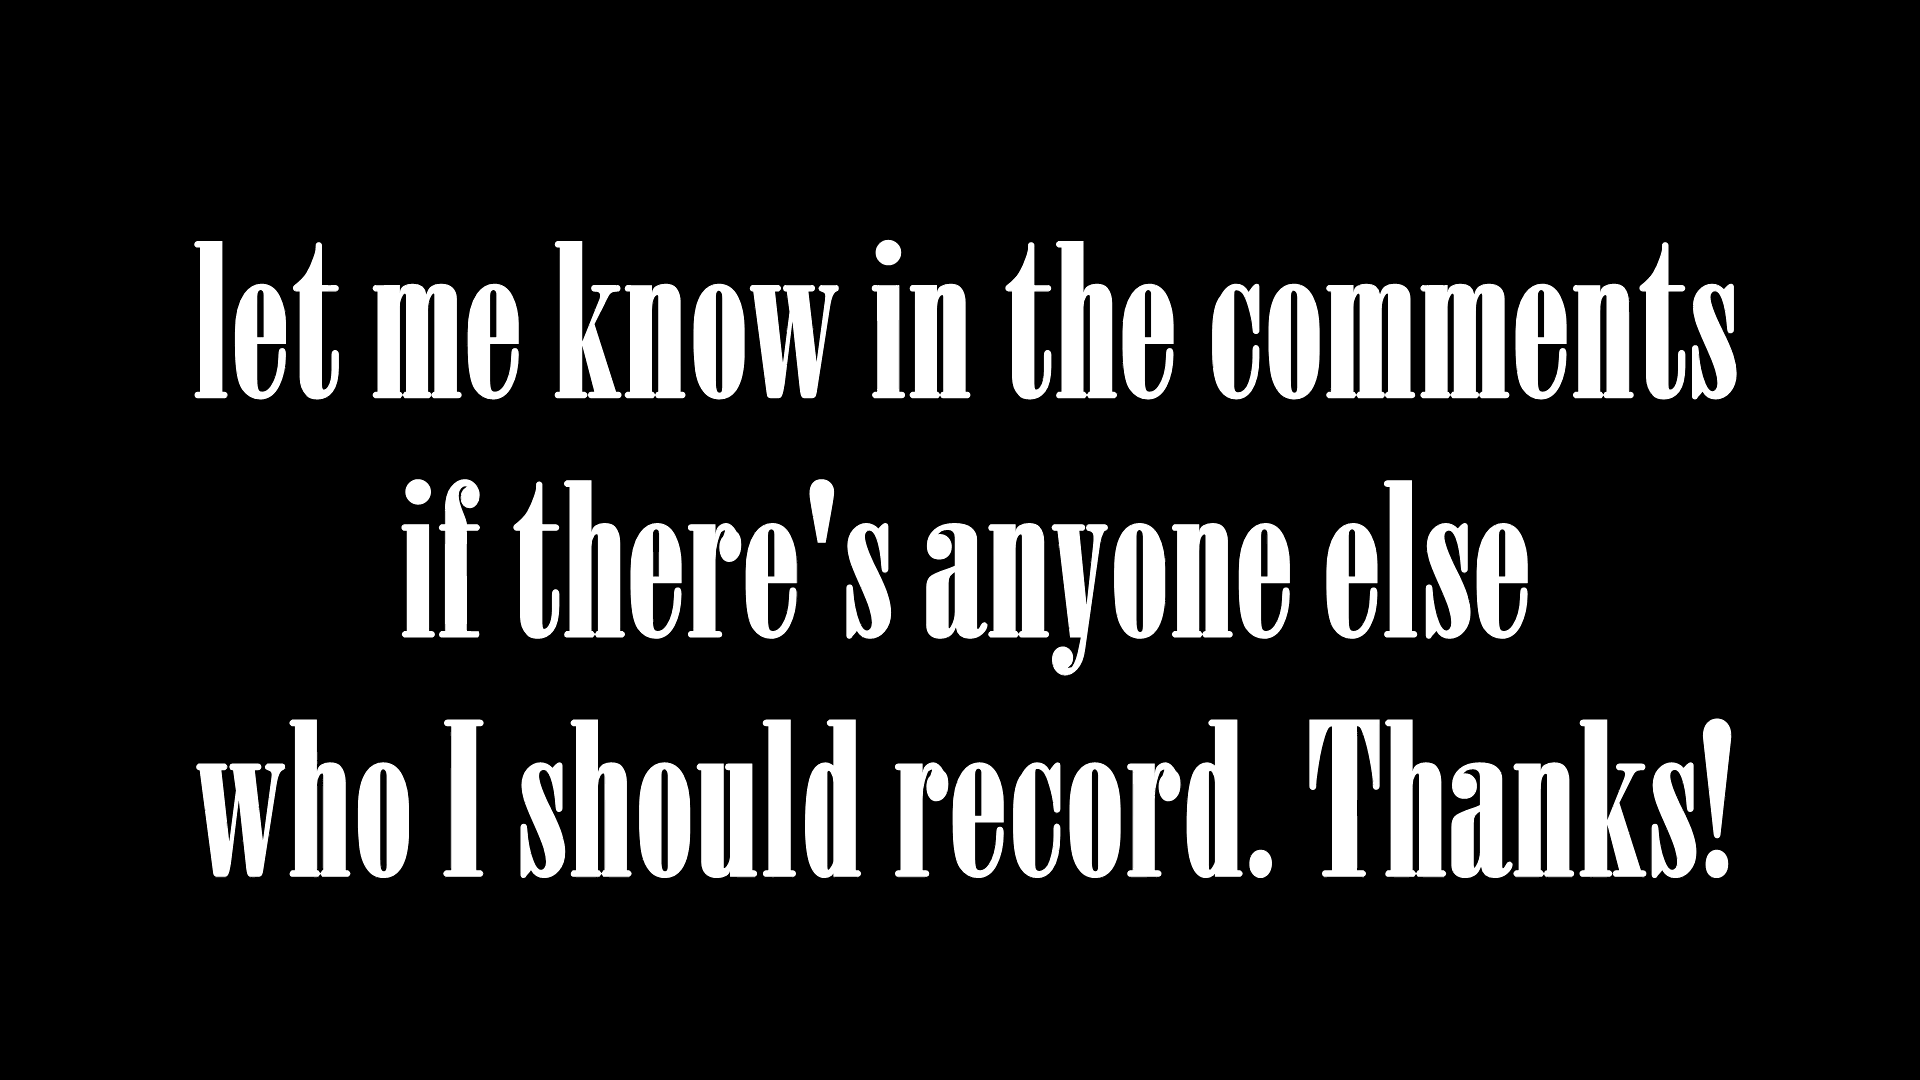 let me know in the comments
if there's anyone else
who I should record. Thanks!